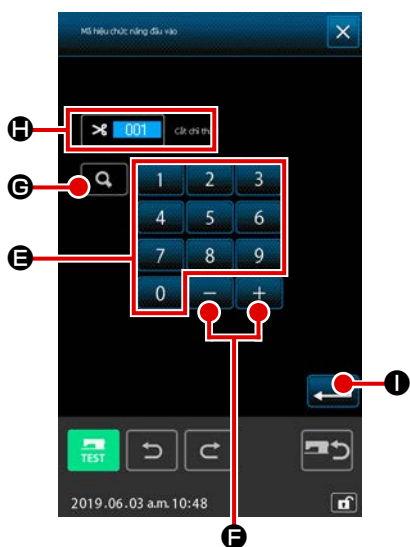 Mã hiệu chức năng đầu vào
H
001
Cắt chỉ
G
1 2 3
E
4 5 6
7 8 9
0 − +
I
TEST
2019.06.03 a.m.10:48
F